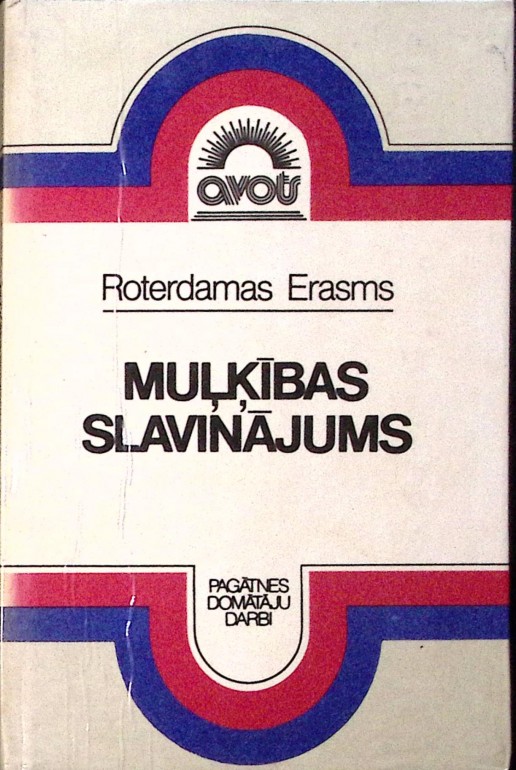 avots
Roterdamas Erasms
MUĻĶĪBAS
SLAVINĀJUMS
PAGĀTNES
DOMĀTĀJU
DARBI